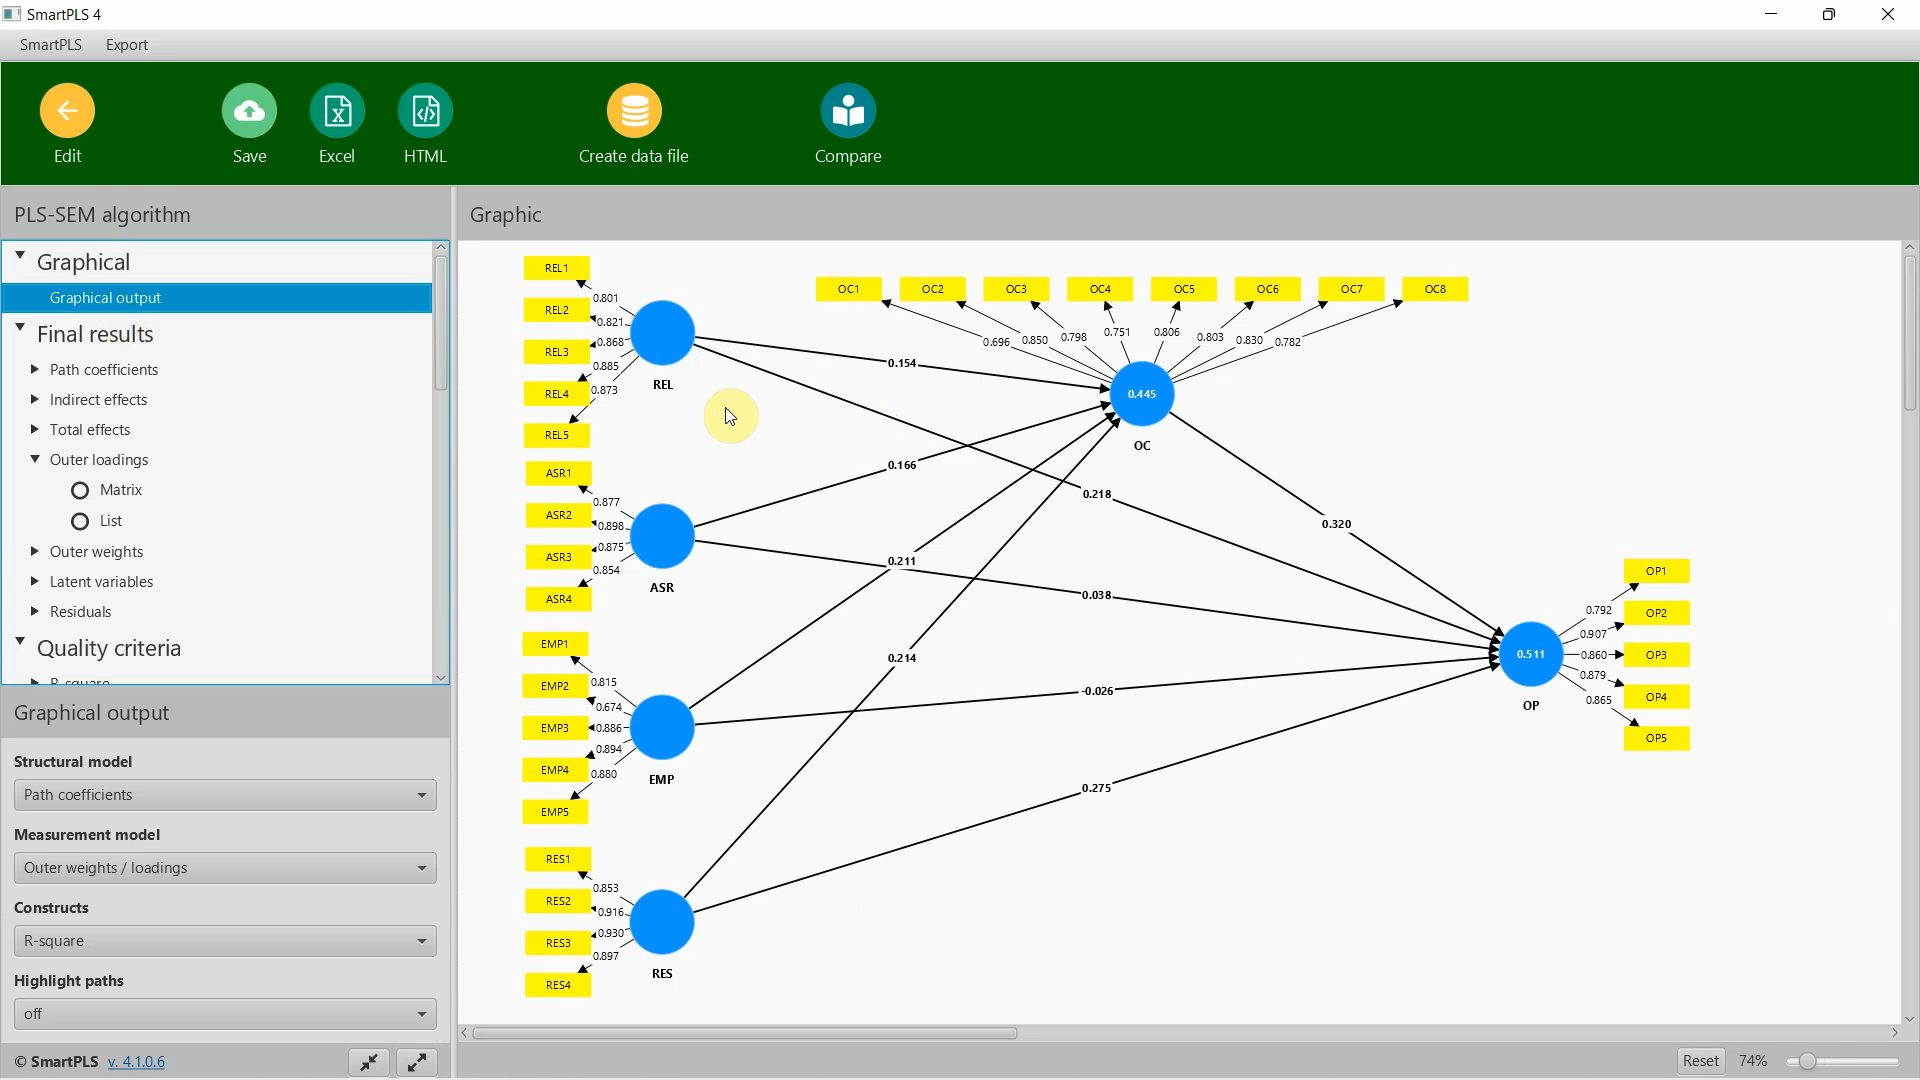 SmartPLS 4
SmartPLS Export
Edit Save Excel HTML Create data file Compare
PLS-SEM algorithm
Graphical
Graphical output
Final results
Path coefficients
Indirect effects
Total effects
Outer loadings
Matrix
List
Outer weights
Latent variables
Residuals
Quality criteria
R-square
Graphical output
Structural model
Path coefficients
Measurement model
Outer weights / loadings
Constructs
R-square
Highlight paths
off
© SmartPLS v. 4.1.0.6
Graphic
REL1
REL2
REL3
REL4
REL5
0.801
0.821
0.868
0.885
0.873
REL
ASR1
ASR2
ASR3
ASR4
0.877
0.898
0.875
0.854
ASR
EMP1
EMP2
EMP3
EMP4
EMP5
0.815
0.674
0.886
0.894
0.880
EMP
RES1
RES2
RES3
RES4
0.853
0.916
0.930
0.897
RES
OC1 OC2 OC3 OC4 OC5 OC6 OC7 OC8
0.696 0.850 0.798 0.751 0.806 0.803 0.830 0.782
0.445
OC
0.154
0.166
0.211
0.214
0.218
0.038
-0.026
0.275
0.320
0.511
OP
0.792
0.907
0.860
0.879
0.865
OP1
OP2
OP3
OP4
OP5
Reset 74%